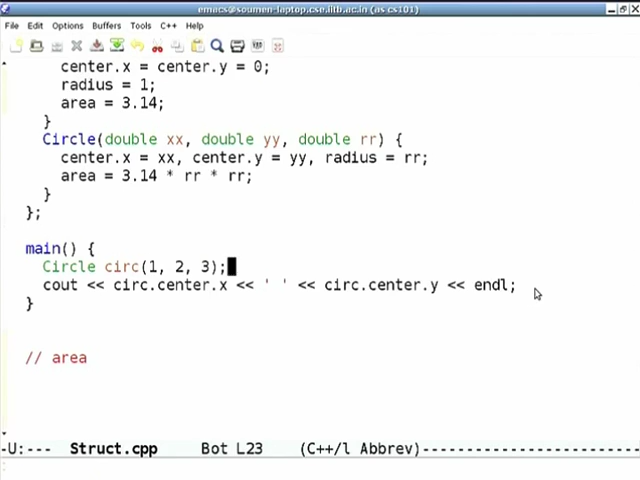 emacs@soumen-laptop.cse.iitb.ac.in (as cs101)
File Edit Options Buffers Tools C++ Help
center.x = center.y = 0;
radius = 1;
area = 3.14;
}
Circle(double xx, double yy, double rr) {
center.x = xx, center.y = yy, radius = rr;
area = 3.14 * rr * rr;
}
};
main() {
Circle circ(1, 2, 3);
cout << circ.center.x << ' ' << circ.center.y << endl;
}
// area
-U:--- Struct.cpp Bot L23 (C++/l Abbrev)------------------------